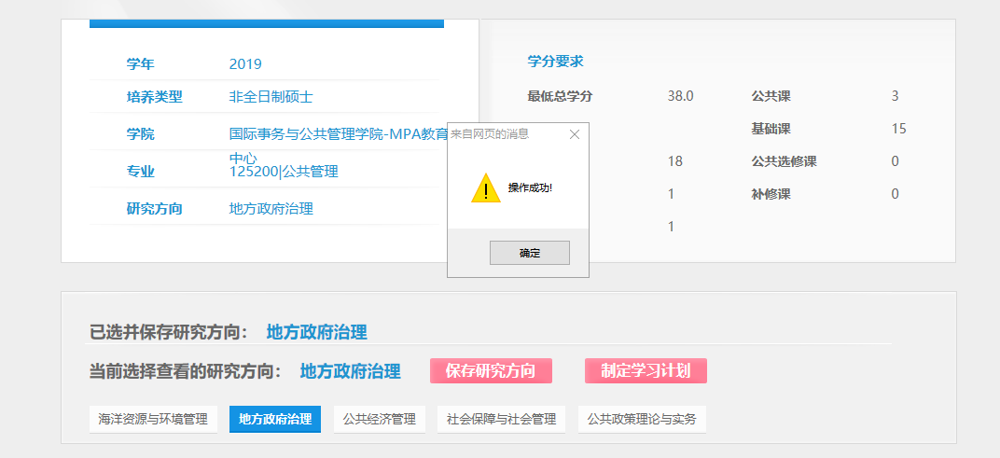 学年 2019
培养类型 非全日制硕士
学院 国际事务与公共管理学院-MPA教育
中心
专业 125200|公共管理
研究方向 地方政府治理
学分要求
最低总学分 38.0 公共课 3
基础课 15
18 公共选修课 0
1 补修课 0
1
来自网页的消息
操作成功!
确定
已选并保存研究方向： 地方政府治理
当前选择查看的研究方向： 地方政府治理 保存研究方向 制定学习计划
海洋资源与环境管理 地方政府治理 公共经济管理 社会保障与社会管理 公共政策理论与实务